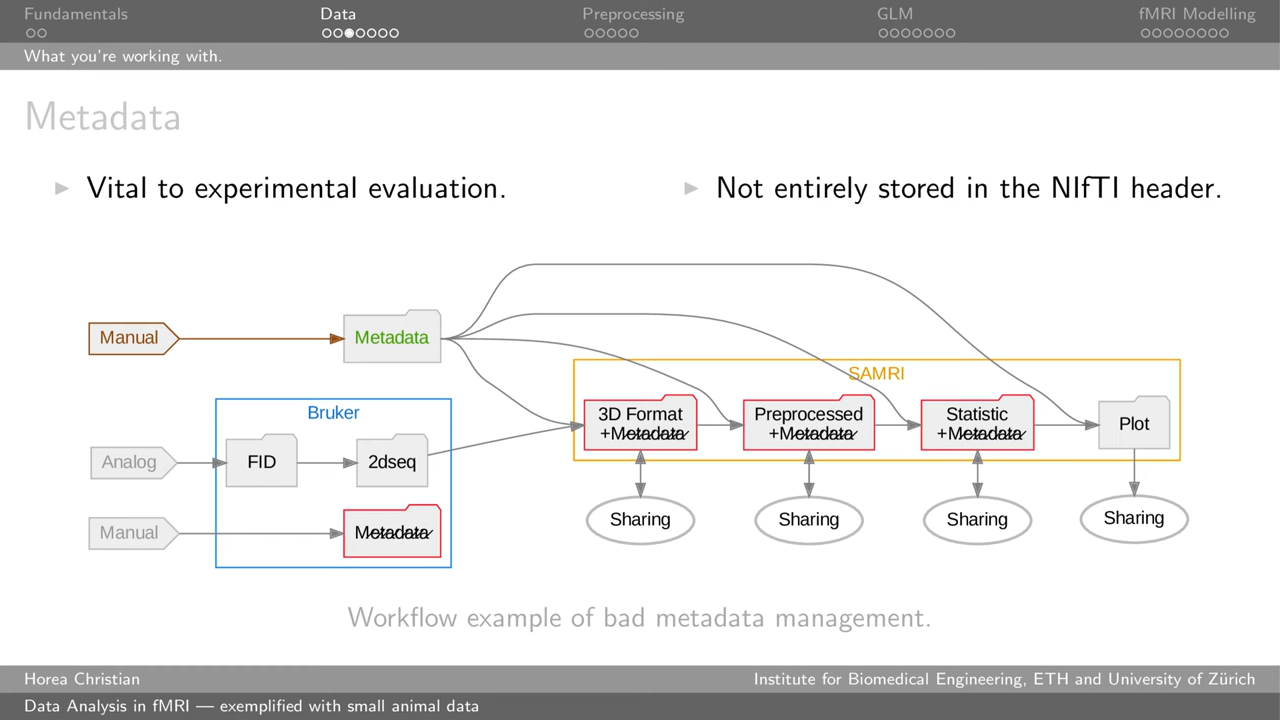 Fundamentals
Data
Preprocessing
GLM
fMRI Modelling
What you're working with.
Metadata
Vital to experimental evaluation.
Not entirely stored in the NIfTI header.
Manual
Metadata
SAMRI
Bruker
3D Format
+Metadata
Preprocessed
+Metadata
Statistic
+Metadata
Plot
Analog
FID
2dseq
Sharing
Sharing
Sharing
Sharing
Manual
Metadata
Workflow example of bad metadata management.
Horea Christian
Institute for Biomedical Engineering, ETH and University of Zürich
Data Analysis in fMRI — exemplified with small animal data